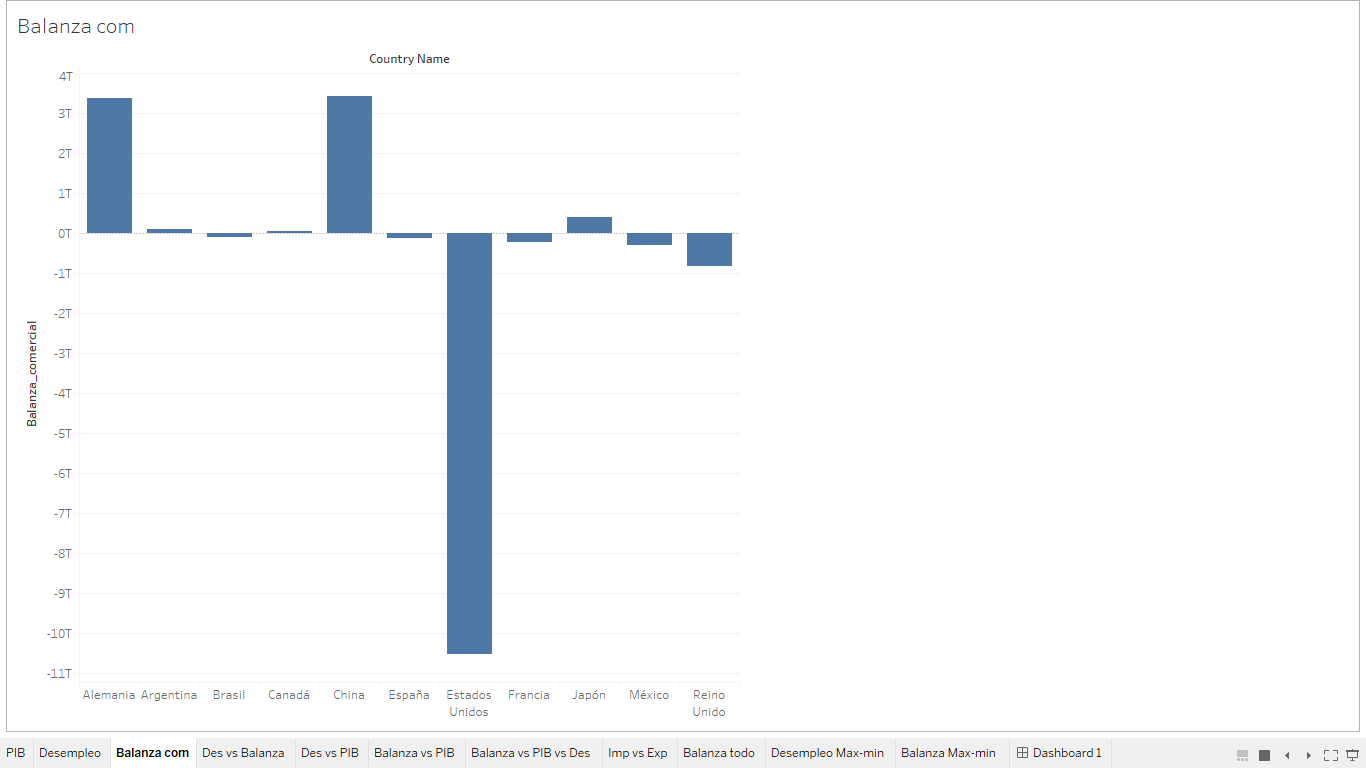 Balanza com
Country Name
4T
3T
2T
1T
0T
-1T
-2T
-3T
-4T
-5T
-6T
-7T
-8T
-9T
-10T
-11T
Balanza_comercial
Alemania Argentina Brasil Canadá China España Estados Unidos Francia Japón México Reino Unido
PIB Desempleo Balanza com Des vs Balanza Des vs PIB Balanza vs PIB Balanza vs PIB vs Des Imp vs Exp Balanza todo Desempleo Max-min Balanza Max-min Dashboard 1